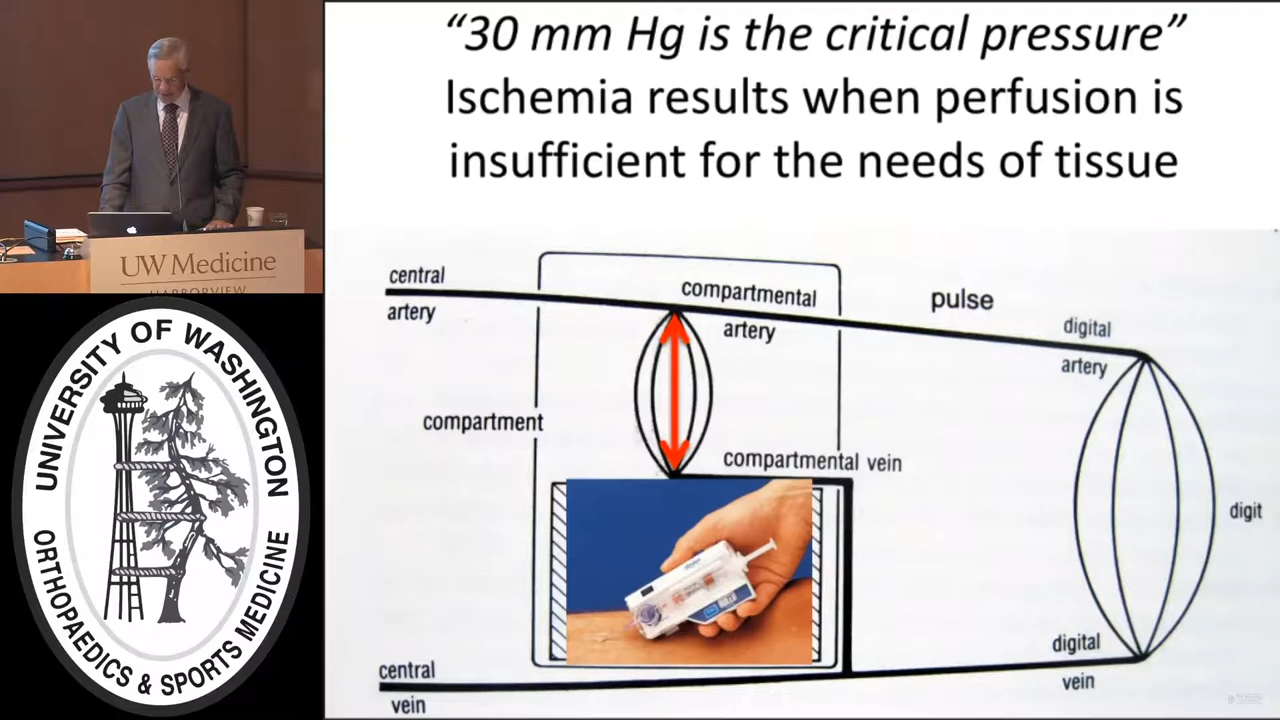 “30 mm Hg is the critical pressure”
Ischemia results when perfusion is
insufficient for the needs of tissue
UW Medicine
HARBORVIEW
UNIVERSITY OF WASHINGTON
ORTHOPAEDICS & SPORTS MEDICINE
central
artery
compartmental
artery
pulse
digital
artery
compartment
compartmental vein
digit
central
vein
digital
vein